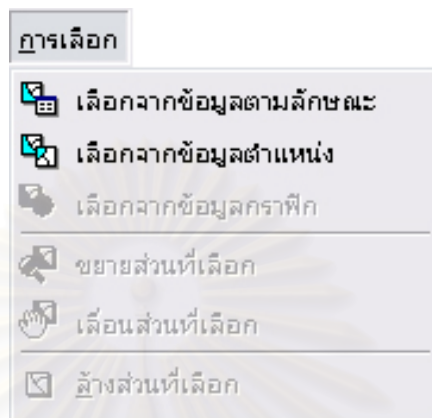 การเลือก
เลือกจากข้อมูลตามลักษณะ
เลือกจากข้อมูลตำแหน่ง
เลือกจากข้อมูลกราฟิก
ขยายส่วนที่เลือก
เลื่อนส่วนที่เลือก
ล้างส่วนที่เลือก